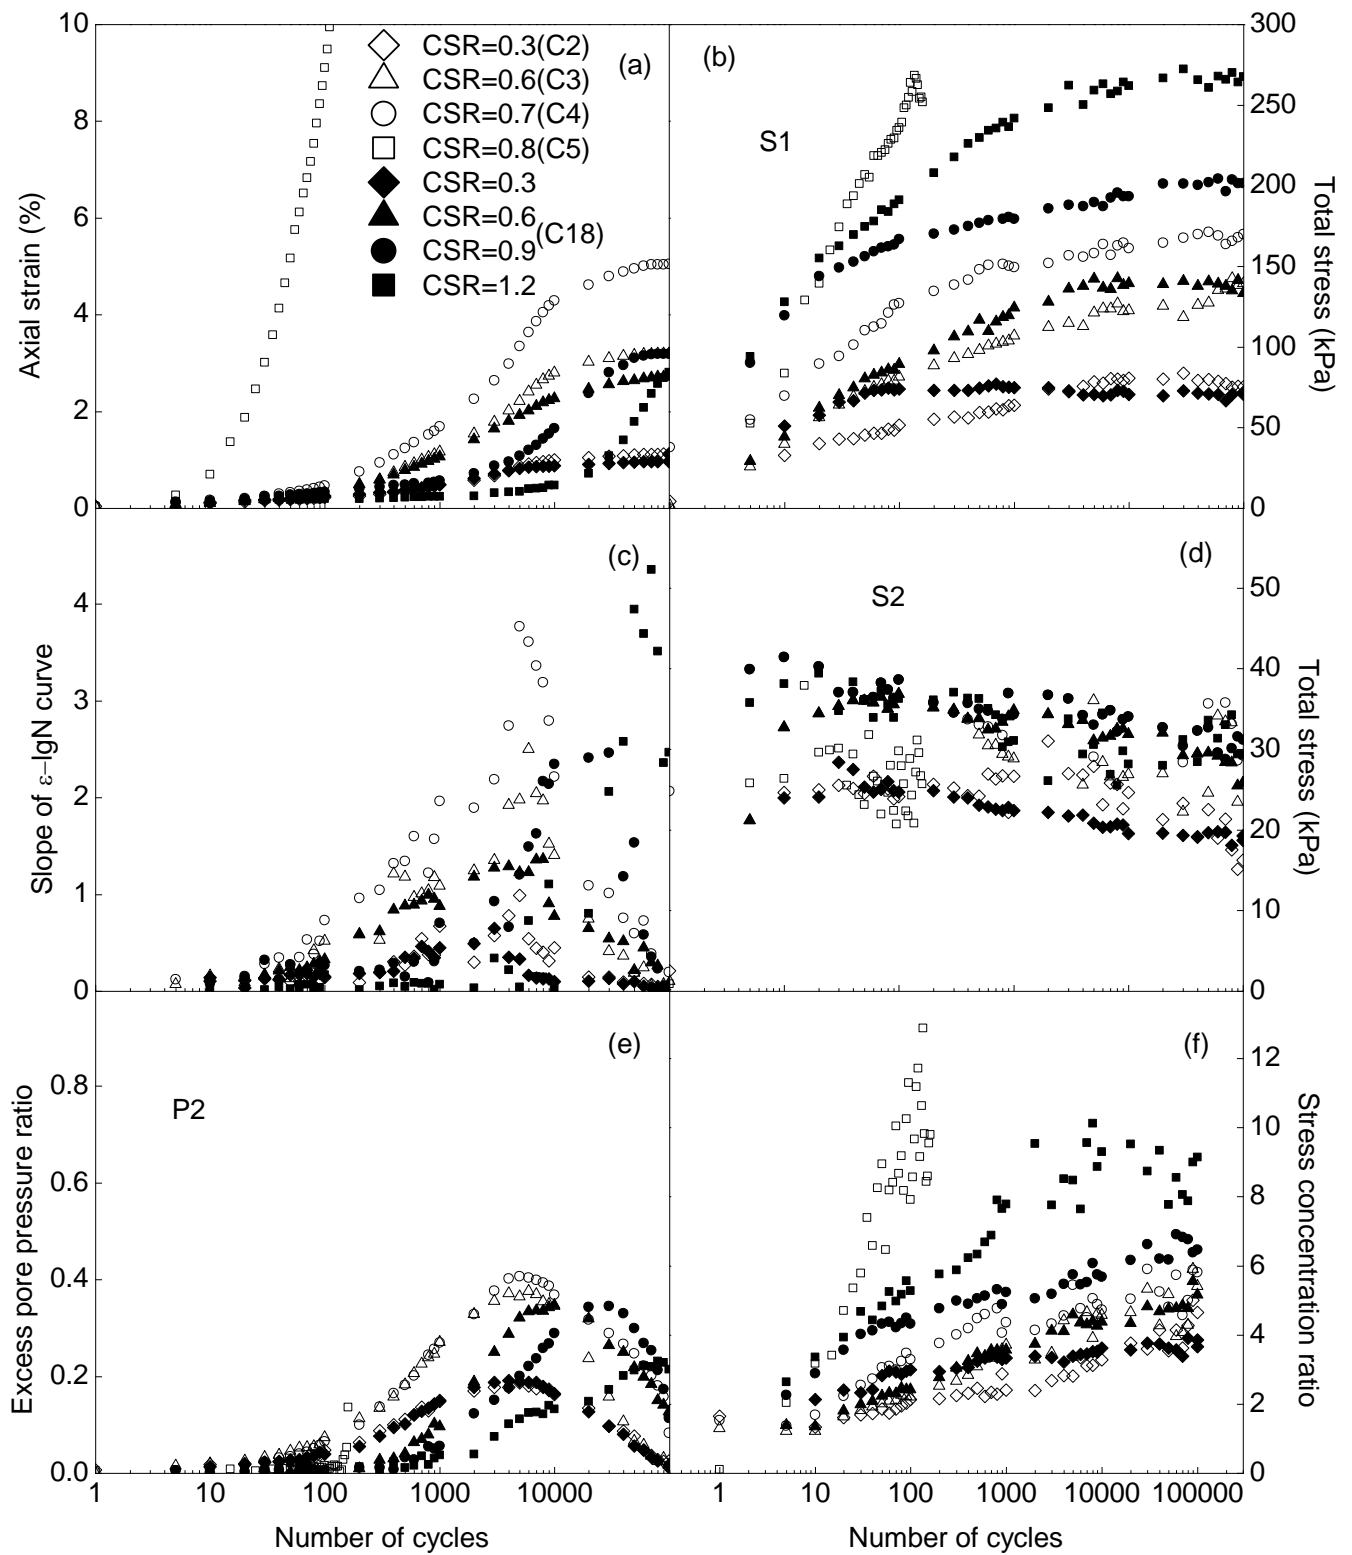 10
8
6
4
2
0
Axial strain (%)
CSR=0.3(C2)
CSR=0.6(C3)
CSR=0.7(C4)
CSR=0.8(C5)
CSR=0.3
CSR=0.6
CSR=0.9
CSR=1.2
(C18)
(a)
(b)
S1
300
250
200
150
100
50
0
Total stress (kPa)
(c)
4
3
2
1
0
Slope of ε–lgN curve
(d)
S2
50
40
30
20
10
0
Total stress (kPa)
(e)
P2
0.8
0.6
0.4
0.2
0.0
Excess pore pressure ratio
1 10 100 1000 10000
Number of cycles
(f)
12
10
8
6
4
2
0
Stress concentration ratio
1 10 100 1000 10000 100000
Number of cycles